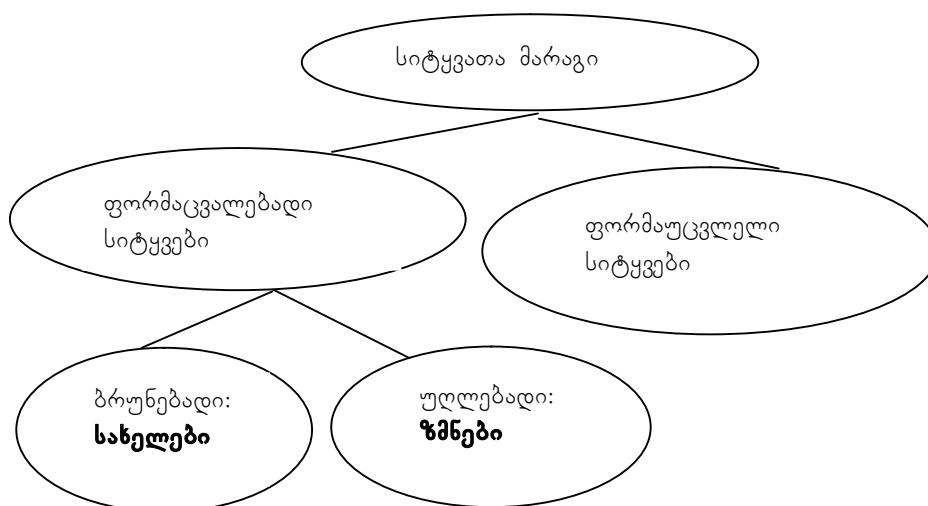 სიტყვათა მარაგი
ფორმაცვალებადი
სიტყვები
ფორმაუცვლელი
სიტყვები
ბრუნებადი:
სახელები
უღლებადი:
ზმნები